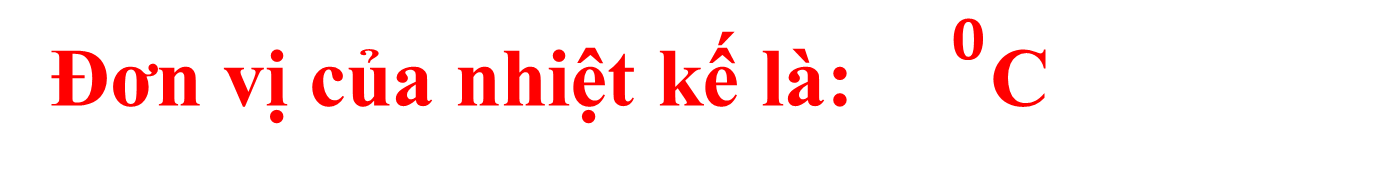 Đơn vị của nhiệt kế là: ⁰C